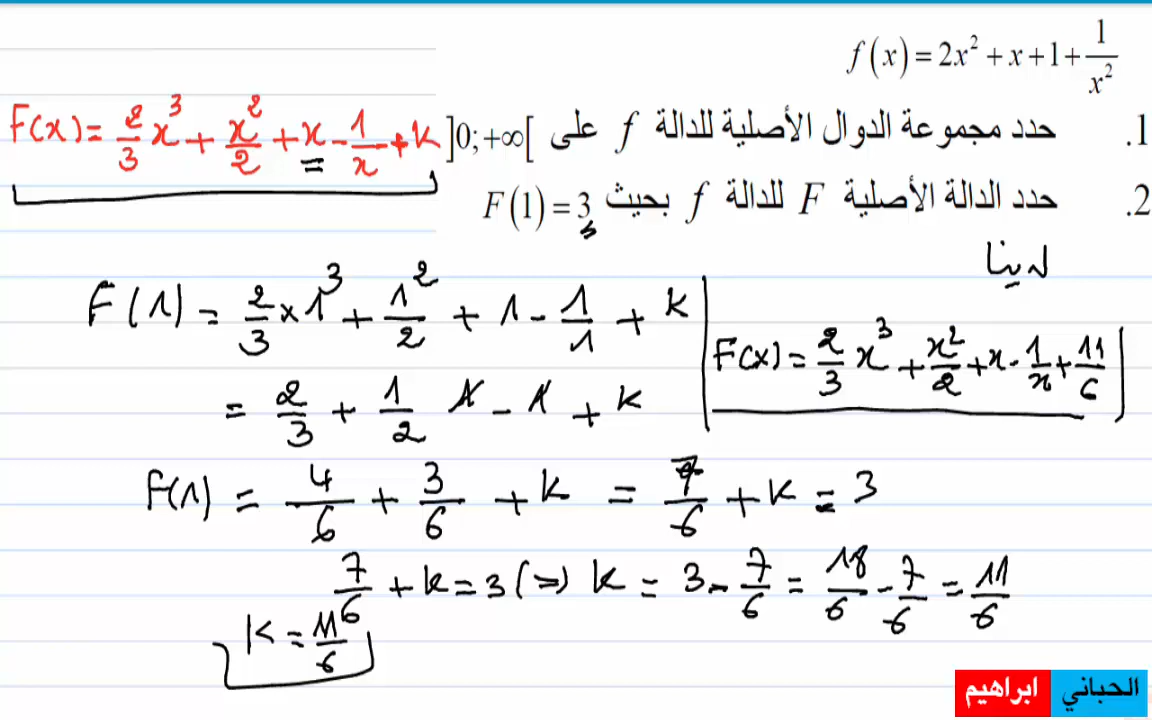 f(x) = 2x² + x + 1 + 1/x²
1. حدد مجموعة الدوال الأصلية للدالة f على ]0;+∞[
F(x) = 2/3 x³ + x²/2 + x - 1/x + k
2. حدد الدالة الأصلية F للدالة f بحيث F(1) = 3
لدينا
F(1) = 2/3 × 1³ + 1²/2 + 1 - 1/1 + k
= 2/3 + 1/2 1 - 1 + k
F(x) = 2/3 x³ + x²/2 + x - 1/x + 11/6
F(1) = 4/6 + 3/6 + k = 7/6 + k = 3
7/6 + k = 3 (=) k = 3 - 7/6 = 18/6 - 7/6 = 11/6
k = 11/6
الحباني ابراهيم